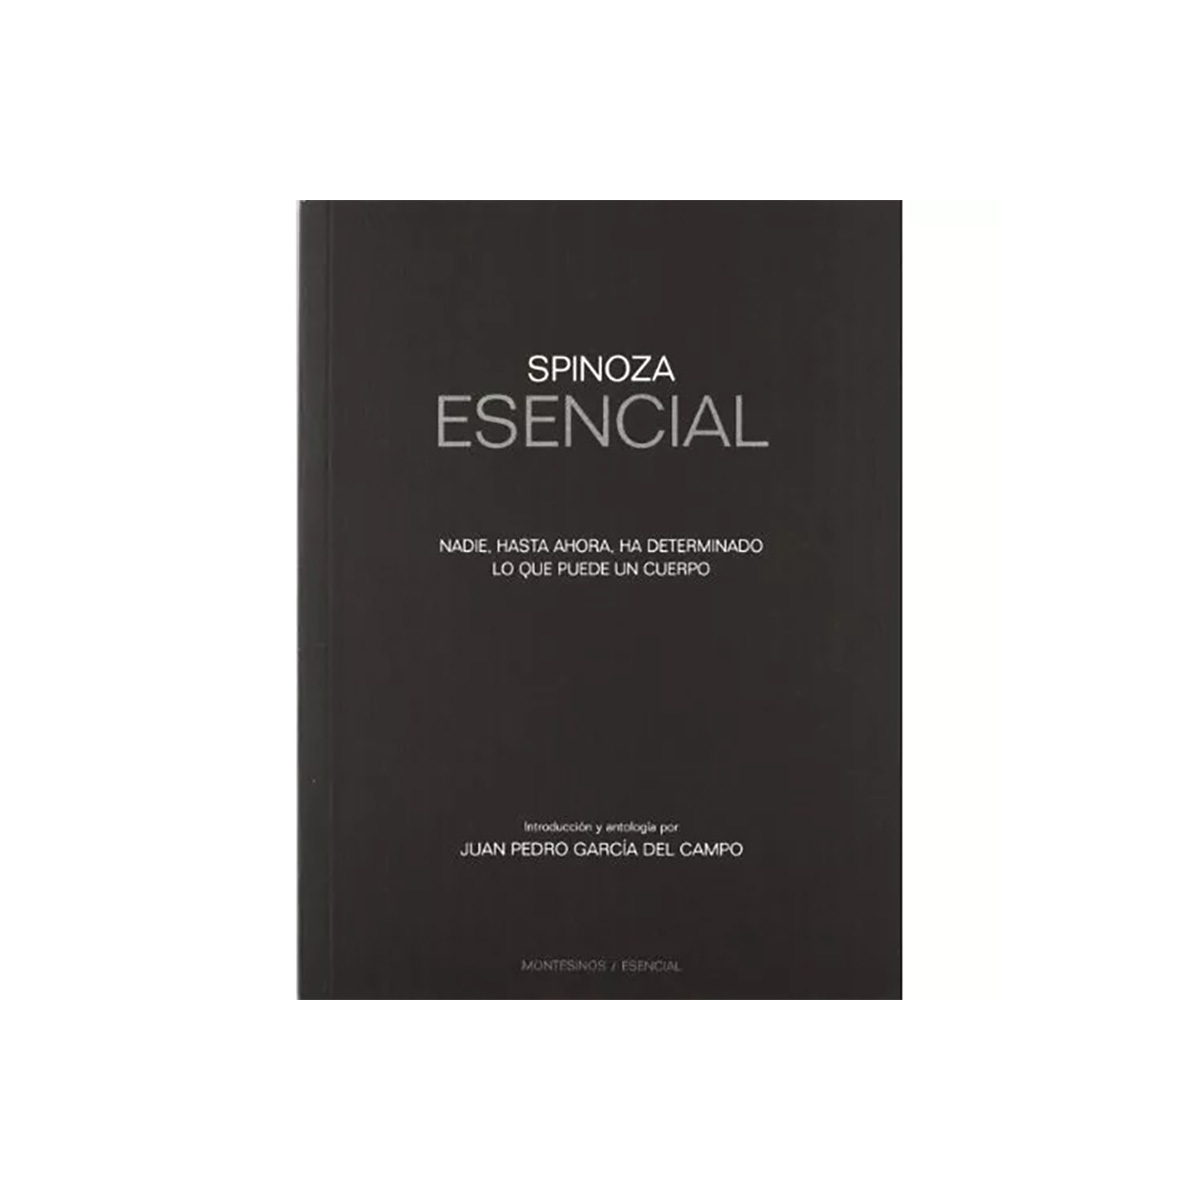 SPINOZA
ESENCIAL
NADIE, HASTA AHORA, HA DETERMINADO
LO QUE PUEDE UN CUERPO
Introducción y antología por
JUAN PEDRO GARCÍA DEL CAMPO
MONTESINOS / ESENCIAL